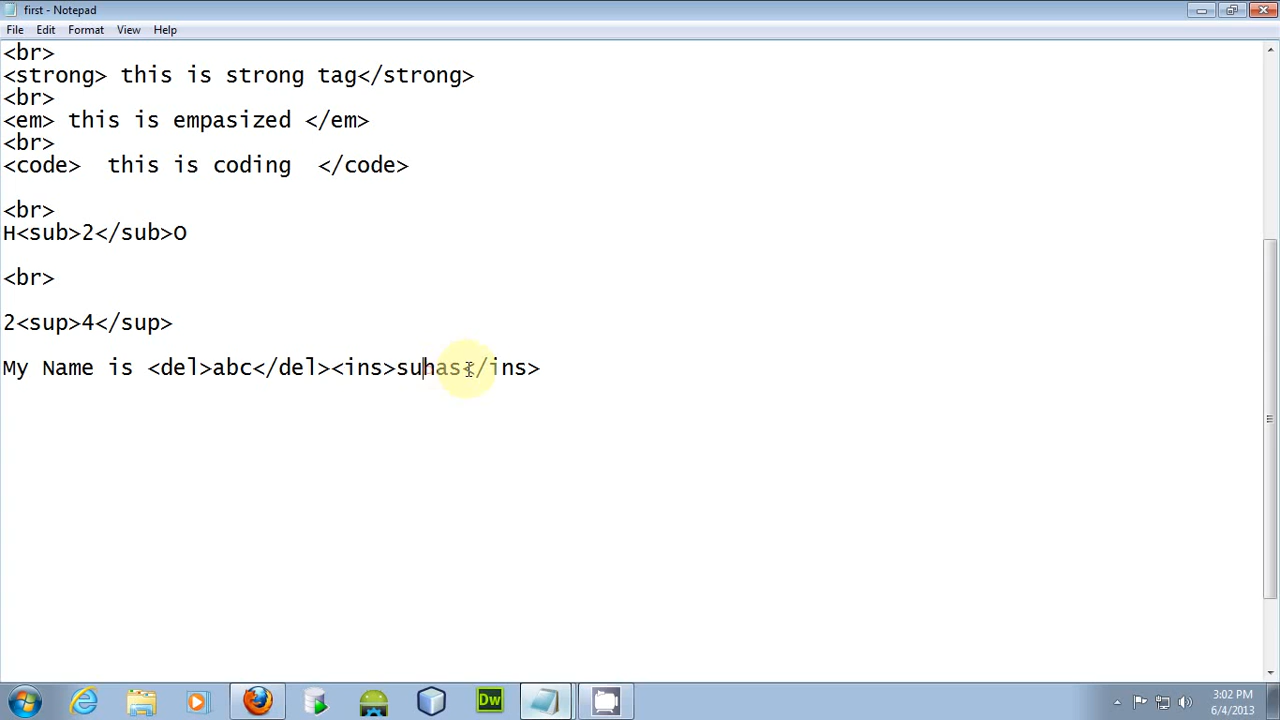 first - Notepad
File Edit Format View Help
<br>
<strong> this is strong tag</strong>
<br>
<em> this is empasized </em>
<br>
<code>  this is coding  </code>
<br>
H<sub>2</sub>O
<br>
2<sup>4</sup>
My Name is <del>abc</del><ins>suhas</ins>
Dw
3:02 PM
6/4/2013